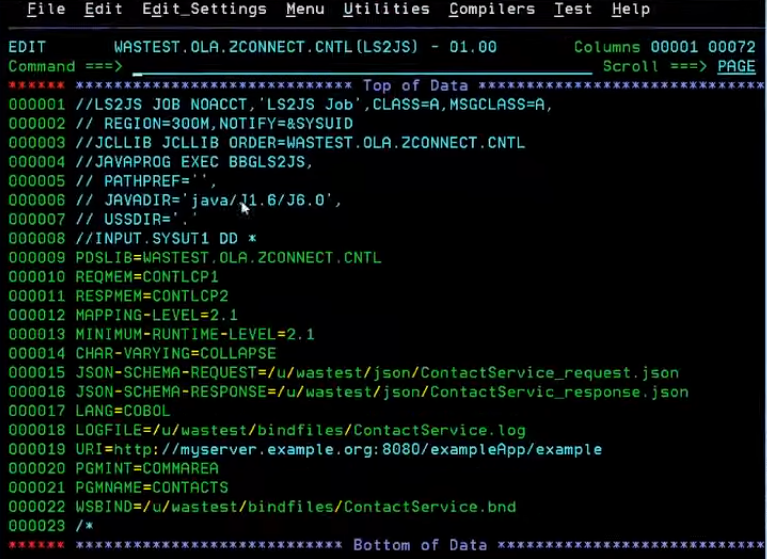 File  Edit  Edit_Settings  Menu  Utilities  Compilers  Test  Help
EDIT       WASTEST.OLA.ZCONNECT.CNTL(LS2JS) - 01.00       Columns 00001 00072
Command ===>                                                  Scroll ===> PAGE
****** **************************** Top of Data ******************************
000001 //LS2JS JOB NOACCT,'LS2JS Job',CLASS=A,MSGCLASS=A,
000002 // REGION=300M,NOTIFY=&SYSUID
000003 //JCLLIB JCLLIB ORDER=WASTEST.OLA.ZCONNECT.CNTL
000004 //JAVAPROG EXEC BBGLS2JS,
000005 // PATHPREF='',
000006 // JAVADIR='java/J1.6/J6.0',
000007 // USSDIR='.'
000008 //INPUT.SYSUT1 DD *
000009 PDSLIB=WASTEST.OLA.ZCONNECT.CNTL
000010 REQMEM=CONTLCP1
000011 RESPMEM=CONTLCP2
000012 MAPPING-LEVEL=2.1
000013 MINIMUM-RUNTIME-LEVEL=2.1
000014 CHAR-VARYING=COLLAPSE
000015 JSON-SCHEMA-REQUEST=/u/wastest/json/ContactService_request.json
000016 JSON-SCHEMA-RESPONSE=/u/wastest/json/ContactServic_response.json
000017 LANG=COBOL
000018 LOGFILE=/u/wastest/bindfiles/ContactService.log
000019 URI=http://myserver.example.org:8080/exampleApp/example
000020 PGMINT=COMMAREA
000021 PGMNAME=CONTACTS
000022 WSBIND=/u/wastest/bindfiles/ContactService.bnd
000023 /*
****** *************************** Bottom of Data ****************************